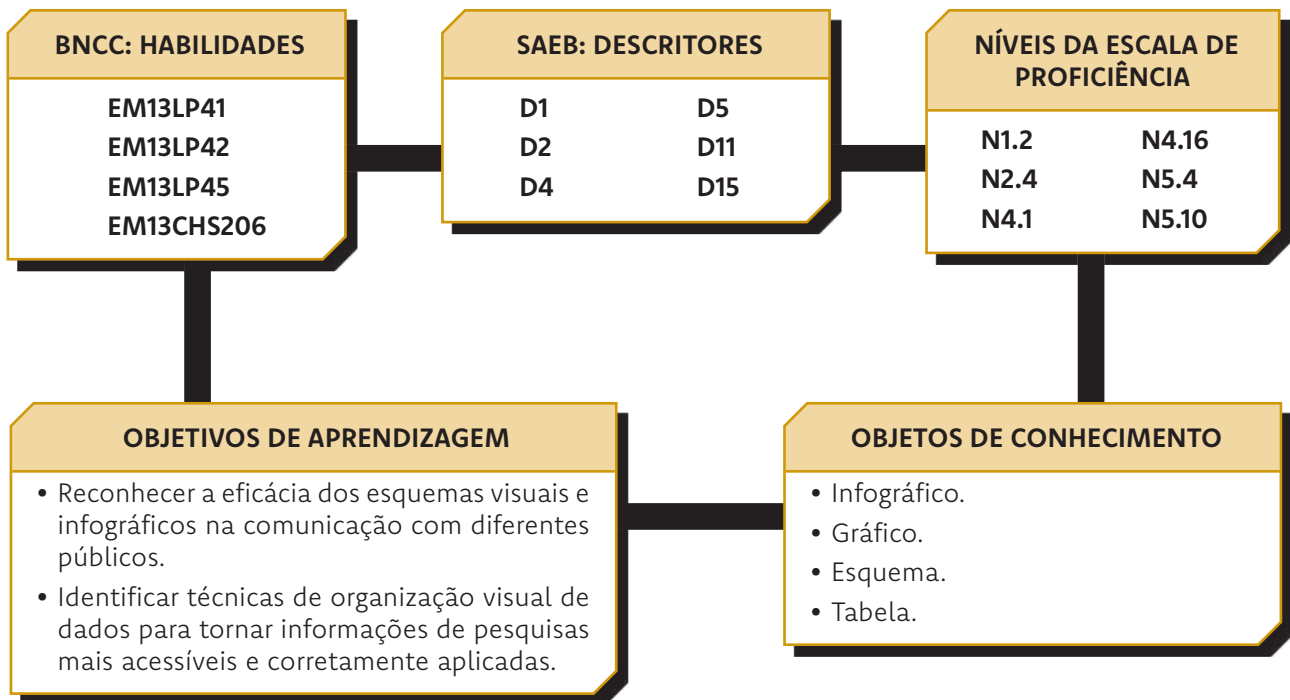 BNCC: HABILIDADES
EM13LP41
EM13LP42
EM13LP45
EM13CHS206
SAEB: DESCRITORES
D1 D5
D2 D11
D4 D15
NÍVEIS DA ESCALA DE
PROFICIÊNCIA
N1.2 N4.16
N2.4 N5.4
N4.1 N5.10
OBJETIVOS DE APRENDIZAGEM
• Reconhecer a eficácia dos esquemas visuais e
infográficos na comunicação com diferentes
públicos.
• Identificar técnicas de organização visual de
dados para tornar informações de pesquisas
mais acessíveis e corretamente aplicadas.
OBJETOS DE CONHECIMENTO
• Infográfico.
• Gráfico.
• Esquema.
• Tabela.